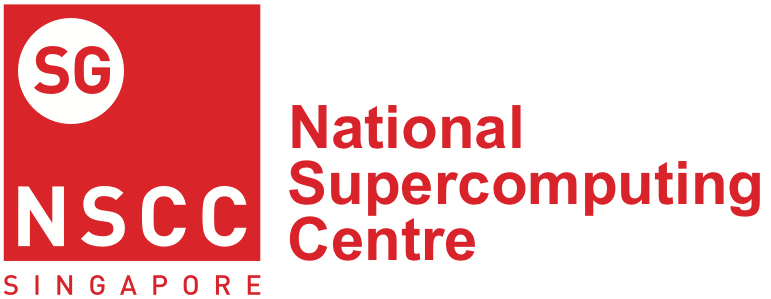 SG
NSCC
SINGAPORE
National
Supercomputing
Centre